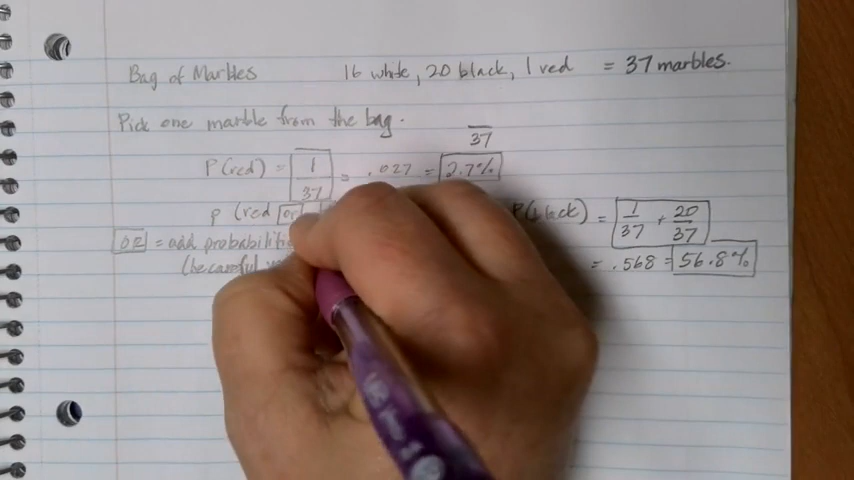 Bag of Marbles 16 white, 20 black, 1 red = 37 marbles.
Pick one marble from the bag.
37
P(red) = 1/37 = .027 = 2.7%
p (red or P(black) = 1/37 + 20/37
OR = add probabilities = .568 = 56.8%
(be careful